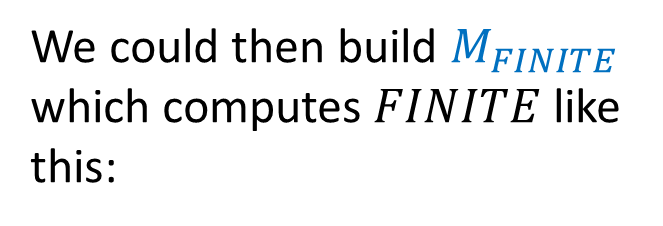 We could then build M_FINITE
which computes FINITE like
this: